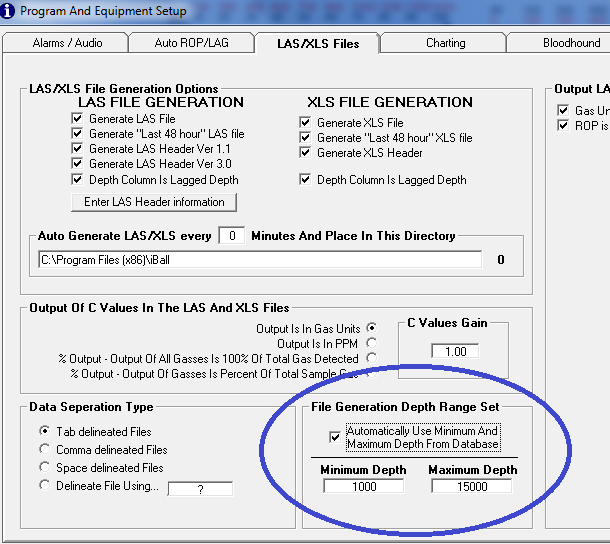 Program And Equipment Setup
Alarms / Audio
Auto ROP/LAG
LAS/XLS Files
Charting
Bloodhound
LAS/XLS File Generation Options
LAS FILE GENERATION
Generate LAS File
Generate "Last 48 hour" LAS file
Generate LAS Header Ver 1.1
Generate LAS Header Ver 3.0
Depth Column Is Lagged Depth
Enter LAS Header information
XLS FILE GENERATION
Generate XLS File
Generate "Last 48 hour" XLS file
Generate XLS Header
Depth Column Is Lagged Depth
Auto Generate LAS/XLS every 0 Minutes And Place In This Directory
C:\Program Files (x86)\iBall 0
Output LA
Gas Un
ROP is
Output Of C Values In The LAS And XLS Files
Output Is In Gas Units
Output Is In PPM
% Output - Output Of All Gasses Is 100% Of Total Gas Detected
% Output - Output Of Gasses Is Percent Of Total Sample Gas
C Values Gain
1.00
Data Seperation Type
Tab delineated Files
Comma delineated Files
Space delineated Files
Delineate File Using... ?
File Generation Depth Range Set
Automatically Use Minimum And
Maximum Depth From Database
Minimum Depth Maximum Depth
1000 15000